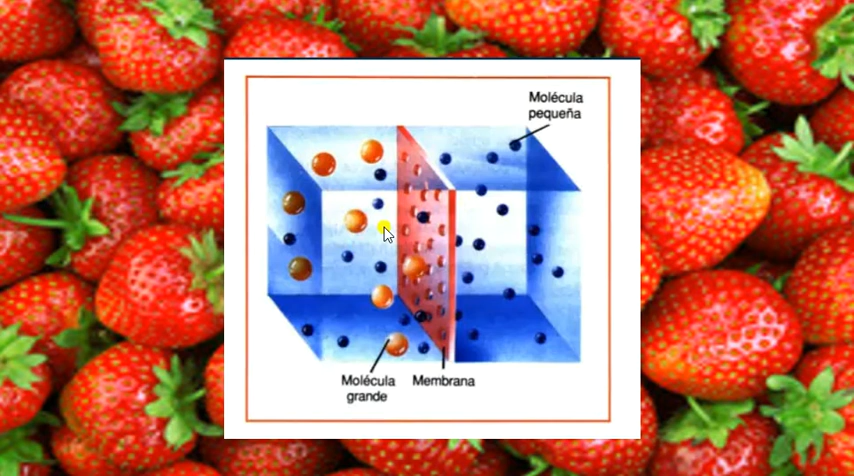 Molécula
pequeña
Molécula
grande
Membrana